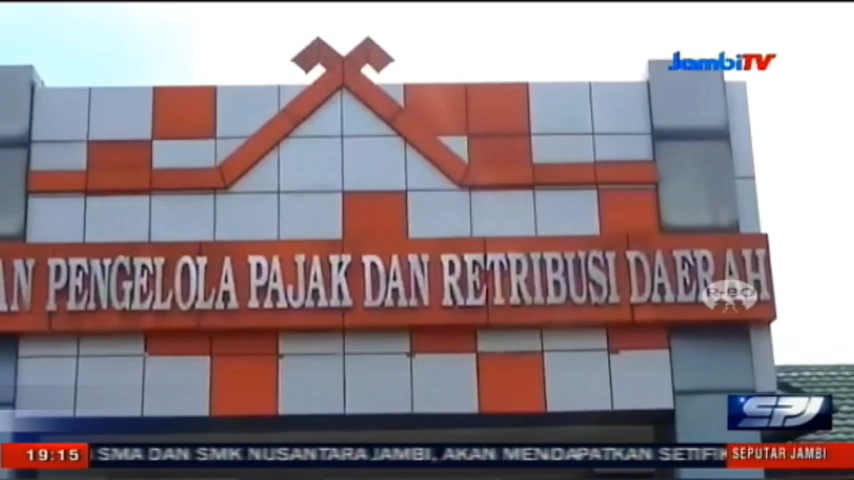 JambiTV
AN PENGELOLA PAJAK DAN RETRIBUSI DAERAH
SPJ
19:15 SMA DAN SMK NUSANTARA JAMBI, AKAN MENDAPATKAN SETIFIK SEPUTAR JAMBI